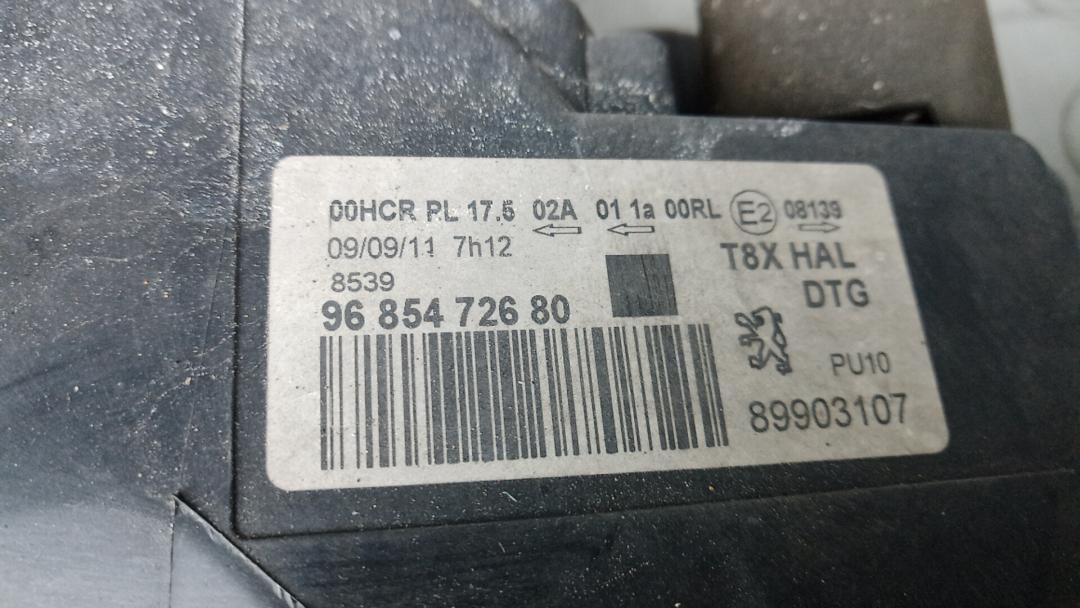 00HCR PL 17.5 02A 01 1a 00RL E2 08139
09/09/11 7h12
8539
96 854 726 80
T8X HAL
DTG
PU10
89903107